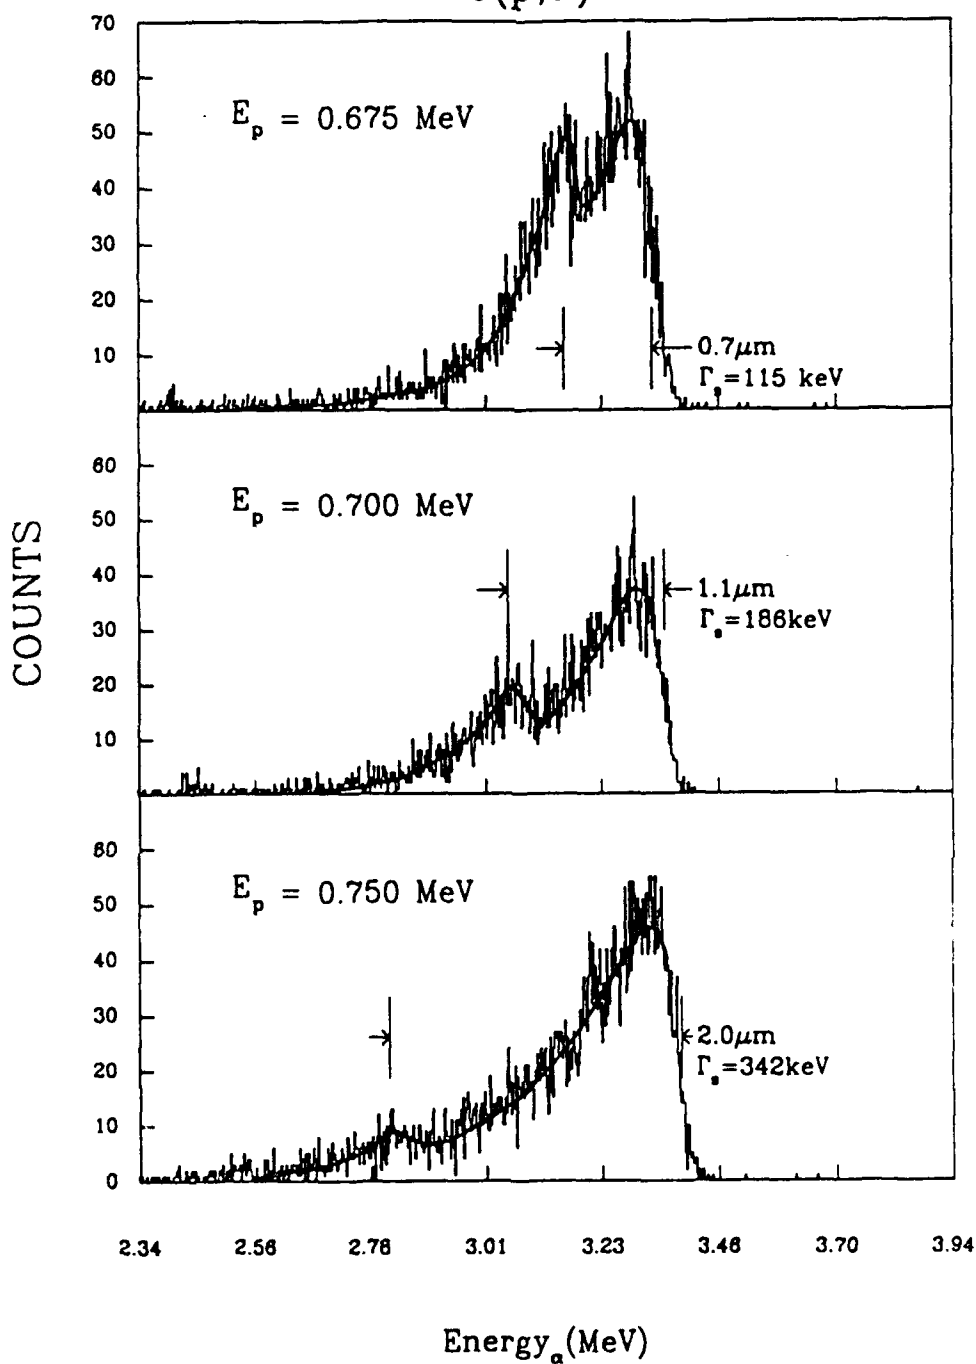 70
60
50
40
30
20
10
E_p = 0.675 MeV
0.7μm
Γ_s=115 keV
60
50
40
30
20
10
E_p = 0.700 MeV
1.1μm
Γ_s=186keV
60
50
40
30
20
10
0
E_p = 0.750 MeV
2.0μm
Γ_s=342keV
COUNTS
2.34 2.56 2.78 3.01 3.23 3.46 3.70 3.94
Energy_α(MeV)